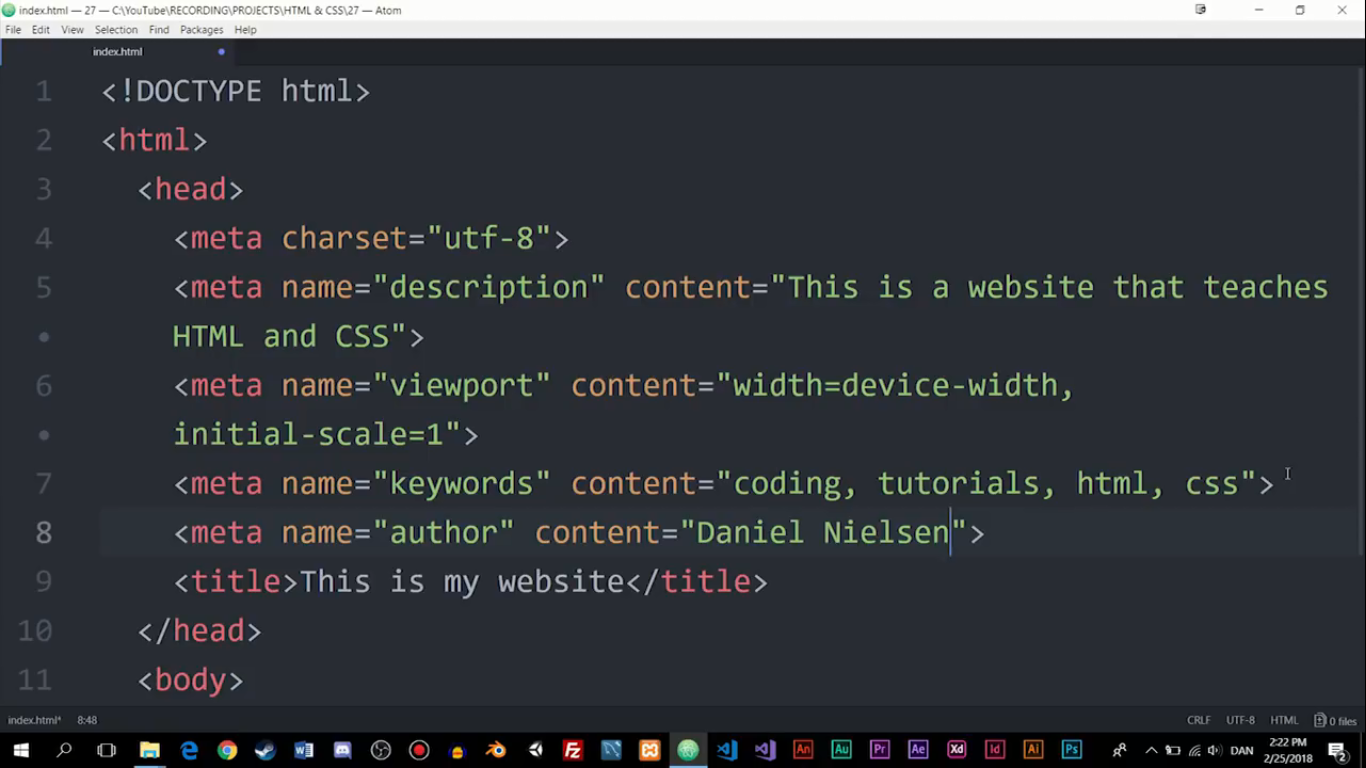 index.html — 27 — C:\YouTube\RECORDING\PROJECTS\HTML & CSS\27 — Atom
File Edit View Selection Find Packages Help
index.html
1 <!DOCTYPE html>
2 <html>
3 <head>
4 <meta charset="utf-8">
5 <meta name="description" content="This is a website that teaches
• HTML and CSS">
6 <meta name="viewport" content="width=device-width,
• initial-scale=1">
7 <meta name="keywords" content="coding, tutorials, html, css">
8 <meta name="author" content="Daniel Nielsen">
9 <title>This is my website</title>
10 </head>
11 <body>
index.html* 8:48 CRLF UTF-8 HTML 0 files
An Au Pr Ae Xd Id Ai Ps DAN 2:22 PM
2/25/2018 2